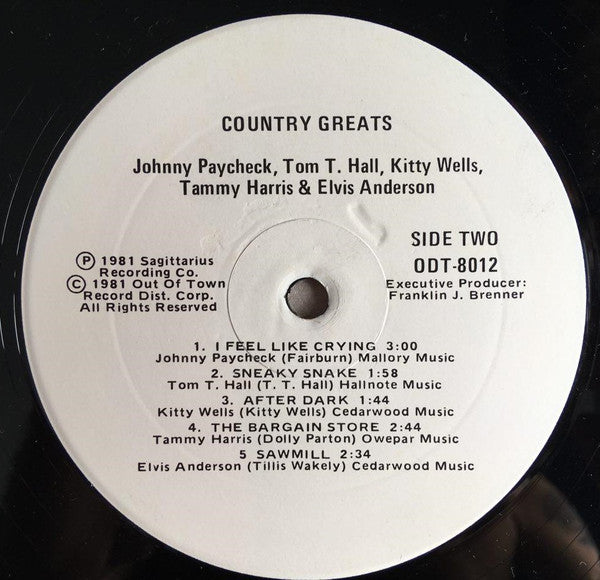 COUNTRY GREATS
Johnny Paycheck, Tom T. Hall, Kitty Wells,
Tammy Harris & Elvis Anderson
SIDE TWO
ODT-8012
Executive Producer:
Franklin J. Brenner
Ⓟ 1981 Sagittarius
Recording Co.
© 1981 Out Of Town
Record Dist. Corp.
All Rights Reserved
1. I FEEL LIKE CRYING 3:00
Johnny Paycheck (Fairburn) Mallory Music
2. SNEAKY SNAKE 1:58
Tom T. Hall (T. T. Hall) Hallnote Music
3. AFTER DARK 1:44
Kitty Wells (Kitty Wells) Cedarwood Music
4. THE BARGAIN STORE 2:44
Tammy Harris (Dolly Parton) Owepar Music
5 SAWMILL 2:34
Elvis Anderson (Tillis Wakely) Cedarwood Music